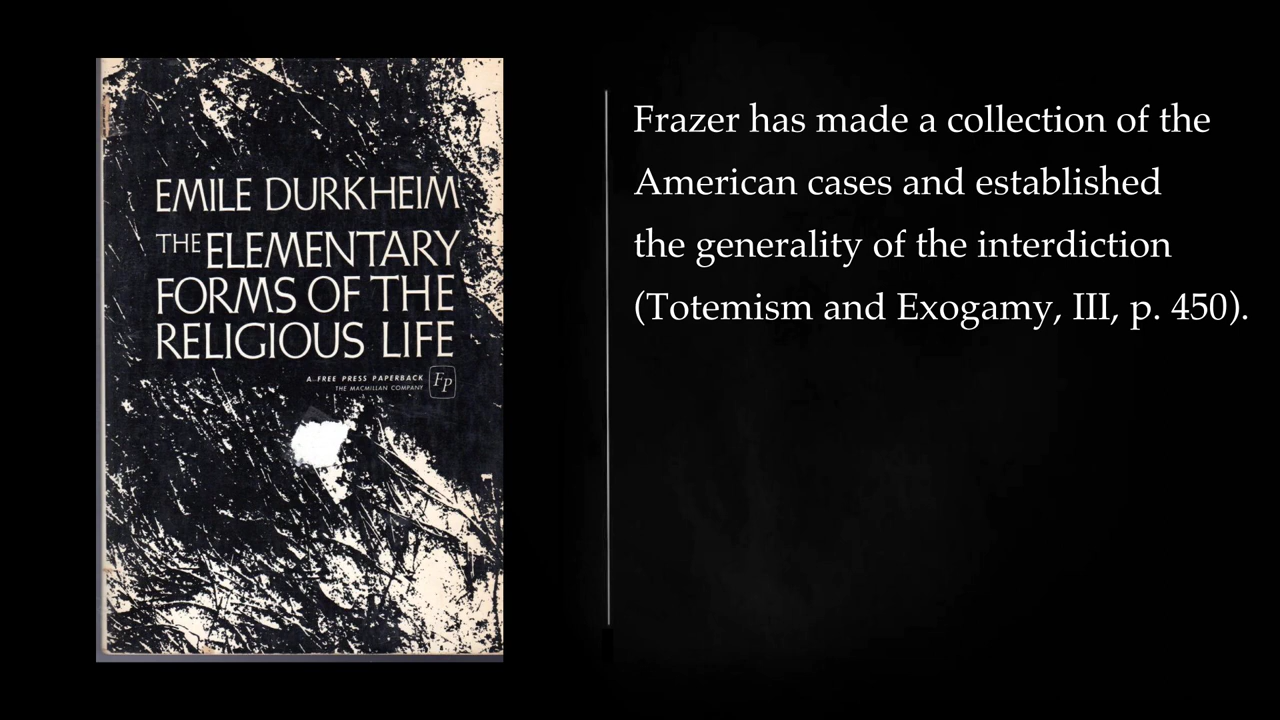 EMILE DURKHEIM
THE ELEMENTARY
FORMS OF THE
RELIGIOUS LIFE
A FREE PRESS PAPERBACK
THE MACMILLAN COMPANY
FP
Frazer has made a collection of the
American cases and established
the generality of the interdiction
(Totemism and Exogamy, III, p. 450).